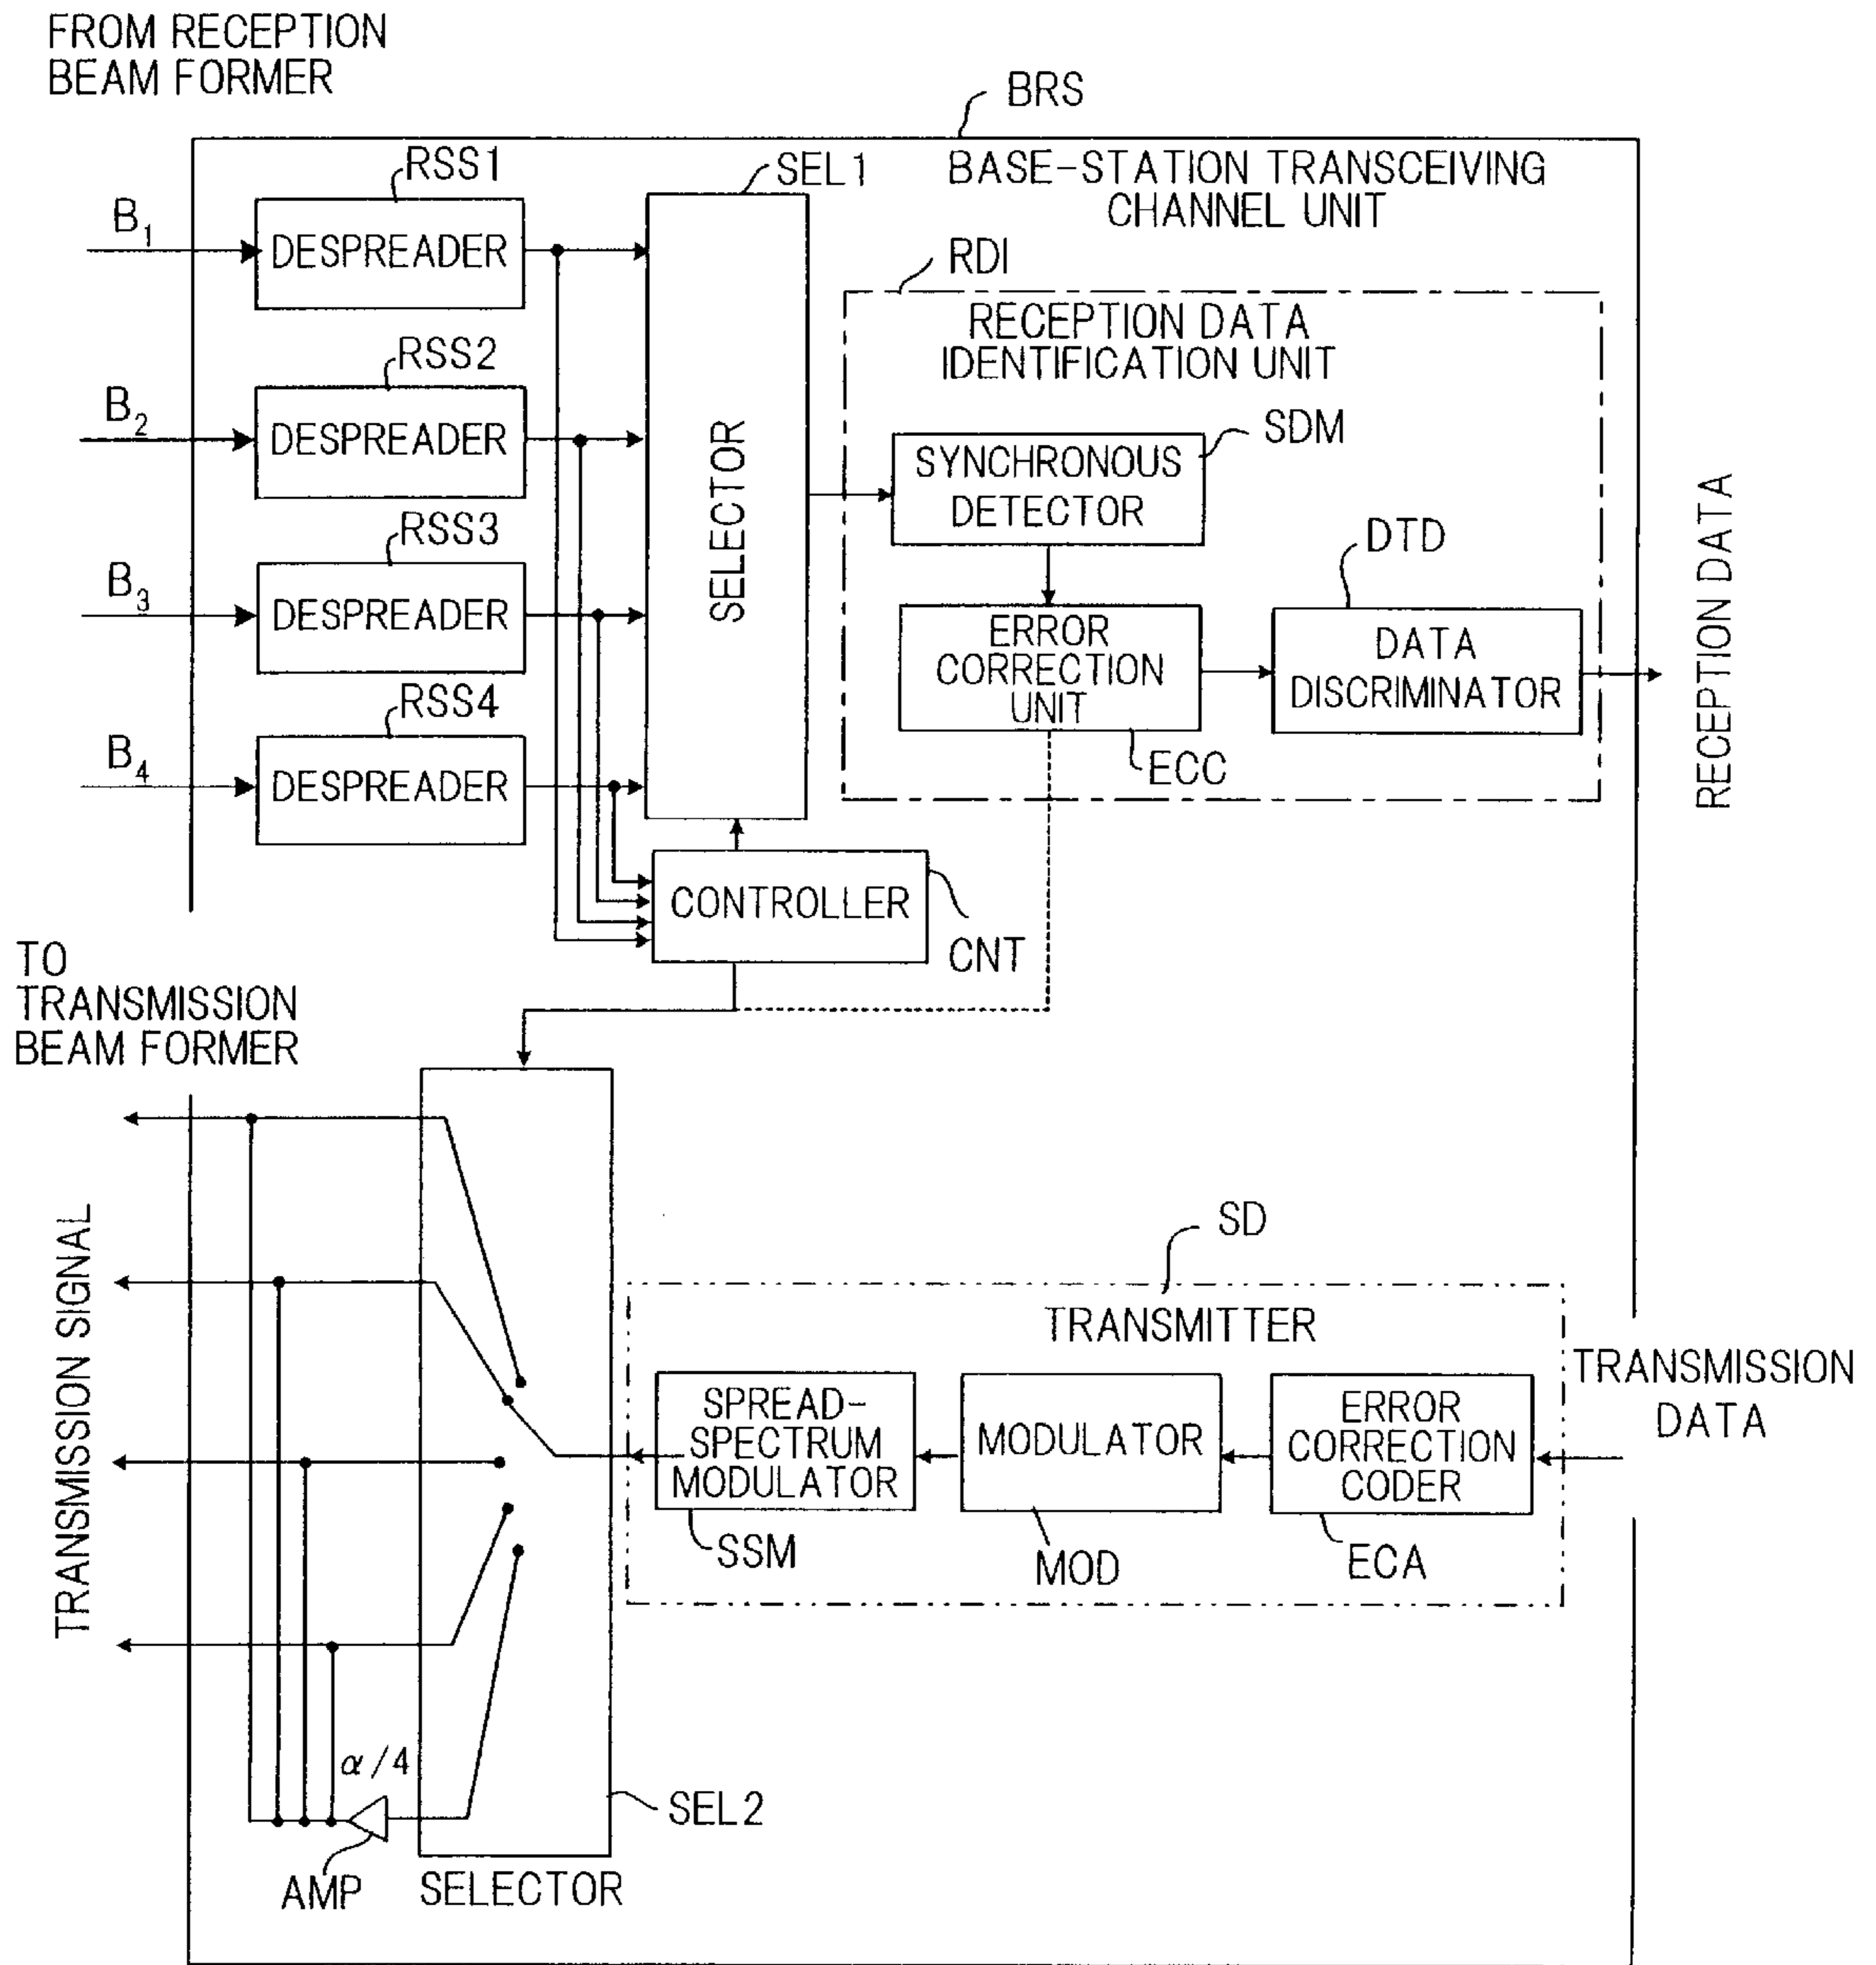 FROM RECEPTION
BEAM FORMER
BRS
BASE-STATION TRANSCEIVING
CHANNEL UNIT
RSS1
SEL1
B1
DESPREADER
RDI
RECEPTION DATA
IDENTIFICATION UNIT
RSS2
B2
DESPREADER
SELECTOR
SDM
SYNCHRONOUS
DETECTOR
RSS3
B3
DESPREADER
DTD
ERROR
CORRECTION
UNIT
DATA
DISCRIMINATOR
RECEPTION DATA
RSS4
B4
DESPREADER
ECC
CONTROLLER
CNT
TO
TRANSMISSION
BEAM FORMER
TRANSMISSION SIGNAL
SD
TRANSMITTER
SPREAD-
SPECTRUM
MODULATOR
MODULATOR
ERROR
CORRECTION
CODER
TRANSMISSION
DATA
SSM
MOD
ECA
α/4
SEL2
AMP
SELECTOR